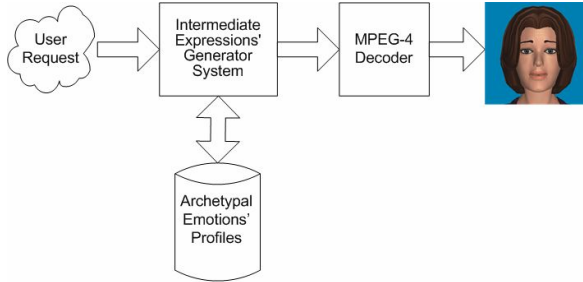 User
Request
Intermediate
Expressions'
Generator
System
MPEG-4
Decoder
Archetypal
Emotions'
Profiles